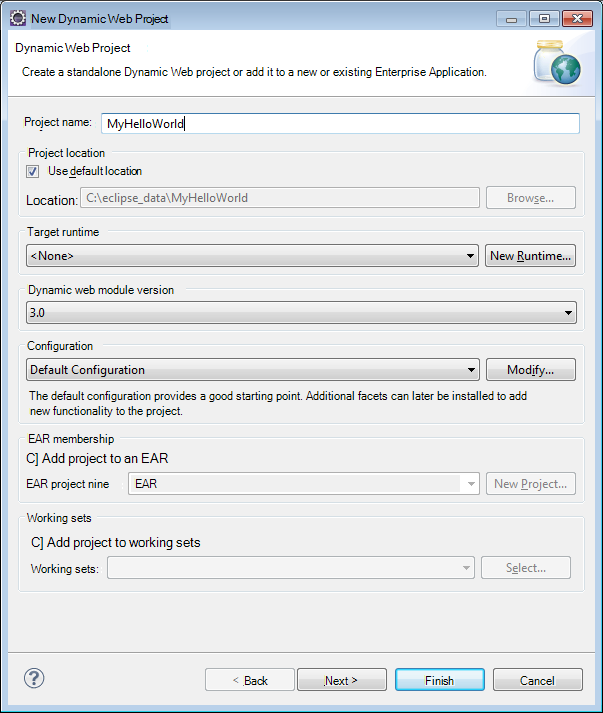 New Dynamic Web Project
Dynamic Web Project
Create a standalone Dynamic Web project or add it to a new or existing Enterprise Application.
Project name: MyHelloWorld
Project location
Use default location
Location: C:\eclipse_data\MyHelloWorld Browse...
Target runtime
<None> New Runtime...
Dynamic web module version
3.0
Configuration
Default Configuration Modify...
The default configuration provides a good starting point. Additional facets can later be installed to add
new functionality to the project.
EAR membership
C] Add project to an EAR
EAR project nine EAR New Project...
Working sets
C] Add project to working sets
Working sets: Select...
? < Back Next > Finish Cancel